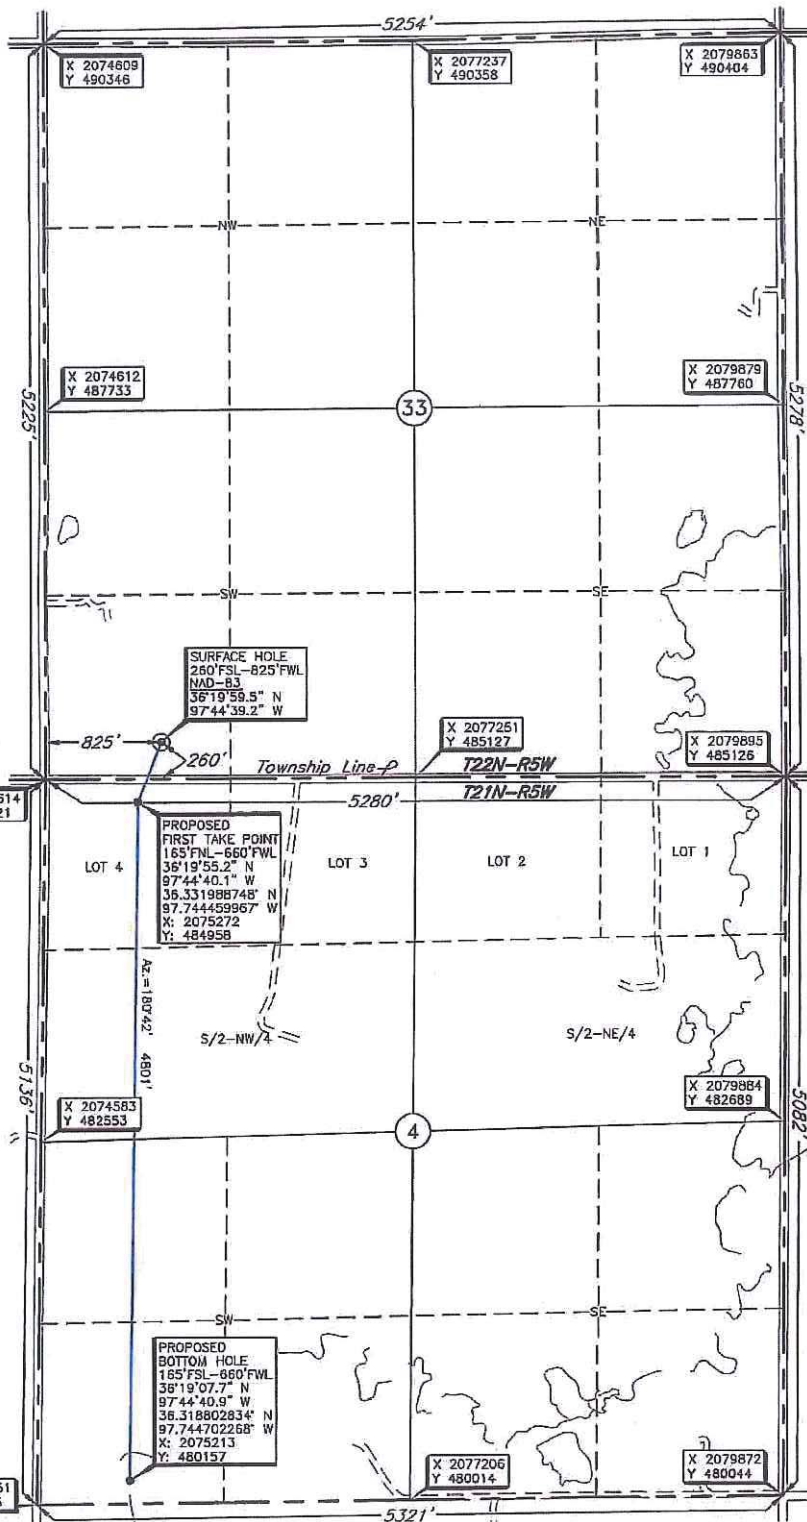 5254'
X 2074609
Y 490346
X 2077237
Y 490358
X 2079863
Y 490404
NW
NE
X 2074612
Y 487733
X 2079879
Y 487760
33
5225'
5278'
SW
SE
SURFACE HOLE
260'FSL-825'FWL
NAD-83
36°19'59.5" N
97°44'39.2" W
825'
260'
X 2077251
Y 485127
X 2079895
Y 485126
Township Line
T22N-R5W
T21N-R5W
5280'
614
21
PROPOSED
FIRST TAKE POINT
165'FNL-660'FWL
36°19'55.2" N
97°44'40.1" W
36.331988748° N
97.744459967° W
X: 2075272
Y: 484958
LOT 4
LOT 3
LOT 2
LOT 1
Az.=180°42' 4801'
S/2-NW/4
S/2-NE/4
5136'
5082'
X 2074583
Y 482553
X 2079884
Y 482689
4
SW
SE
PROPOSED
BOTTOM HOLE
165'FSL-660'FWL
36°19'07.7" N
97°44'40.9" W
36.318802834° N
97.744702268° W
X: 2075213
Y: 480157
X 2077206
Y 480014
X 2079872
Y 480044
5321'